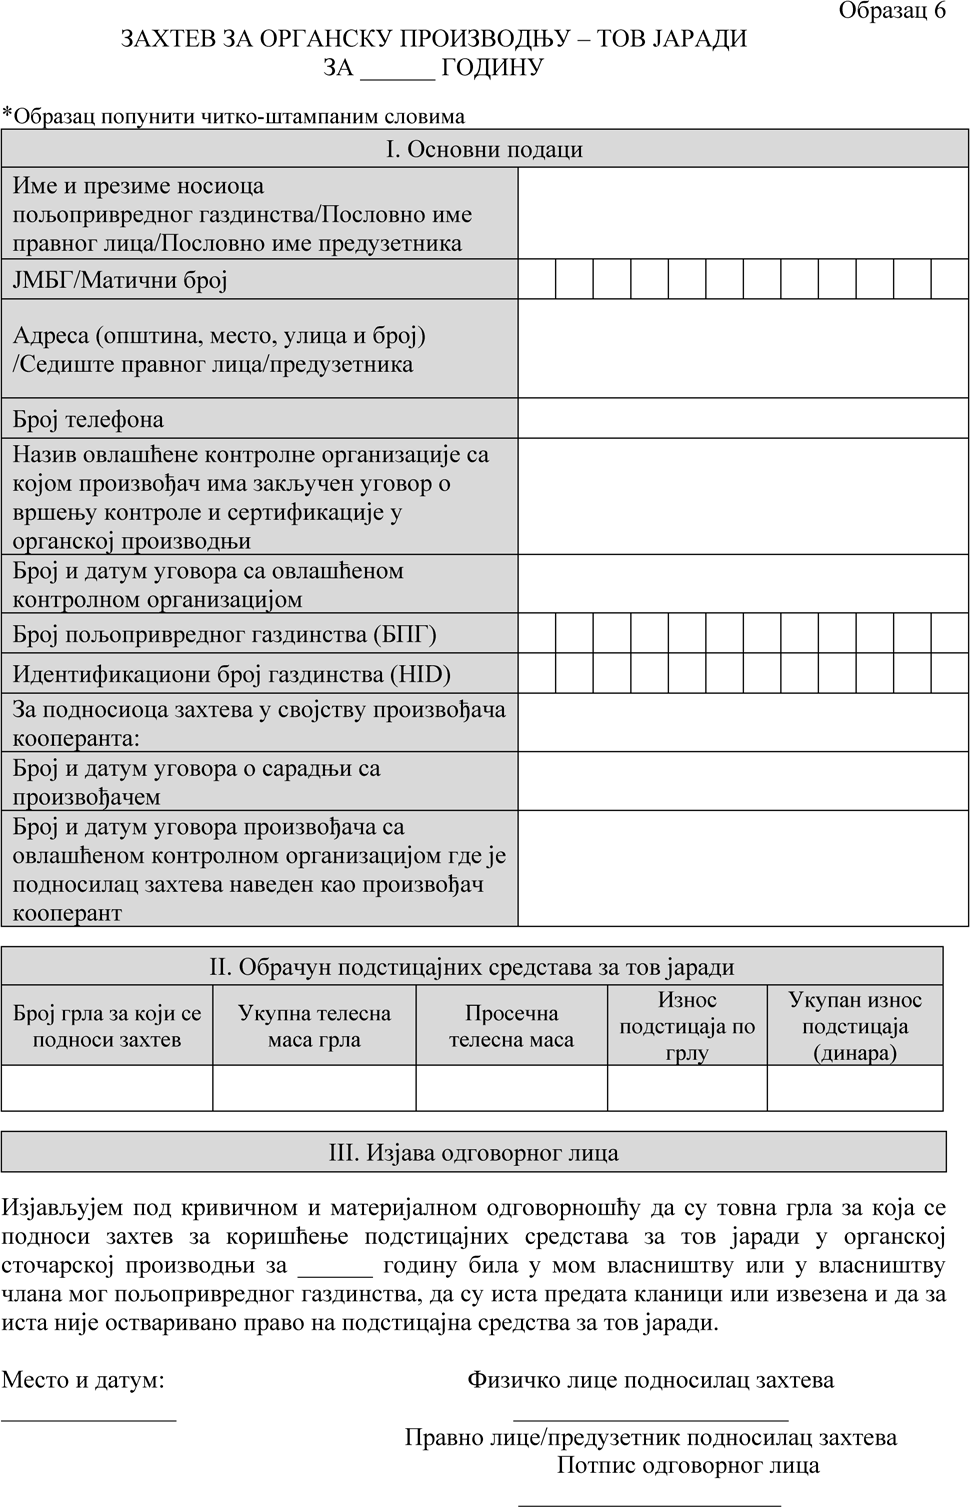 Образац 6
ЗАХТЕВ ЗА ОРГАНСКУ ПРОИЗВОДЊУ – ТОВ ЈАРАДИ
ЗА ______ ГОДИНУ
*Образац попунити читко-штампаним словима
I. Основни подаци
Име и презиме носиоца
пољопривредног газдинства/Пословно име
правног лица/Пословно име предузетника
ЈМБГ/Матични број
Адреса (општина, место, улица и број)
/Седиште правног лица/предузетника
Број телефона
Назив овлашћене контролне организације са
којом произвођач има закључен уговор о
вршењу контроле и сертификације у
органској производњи
Број и датум уговора са овлашћеном
контролном организацијом
Број пољопривредног газдинства (БПГ)
Идентификациони број газдинства (HID)
За подносиоца захтева у својству произвођача
кооперанта:
Број и датум уговора о сарадњи са
произвођачем
Број и датум уговора произвођача са
овлашћеном контролном организацијом где је
подносилац захтева наведен као произвођач
кооперант
II. Обрачун подстицајних средстава за тов јаради
Број грла за који се
подноси захтев
Укупна телесна
маса грла
Просечна
телесна маса
Износ
подстицаја по
грлу
Укупан износ
подстицаја
(динара)
III. Изјава одговорног лица
Изјављујем под кривичном и материјалном одговорношћу да су товна грла за која се
подноси захтев за коришћење подстицајних средстава за тов јаради у органској
сточарској производњи за ______ годину била у мом власништву или у власништву
члана мог пољопривредног газдинства, да су иста предата кланици или извезена и да за
иста није остваривано право на подстицајна средства за тов јаради.
Место и датум:
Физичко лице подносилац захтева
______________
______________________
Правно лице/предузетник подносилац захтева
Потпис одговорног лица
_____________________